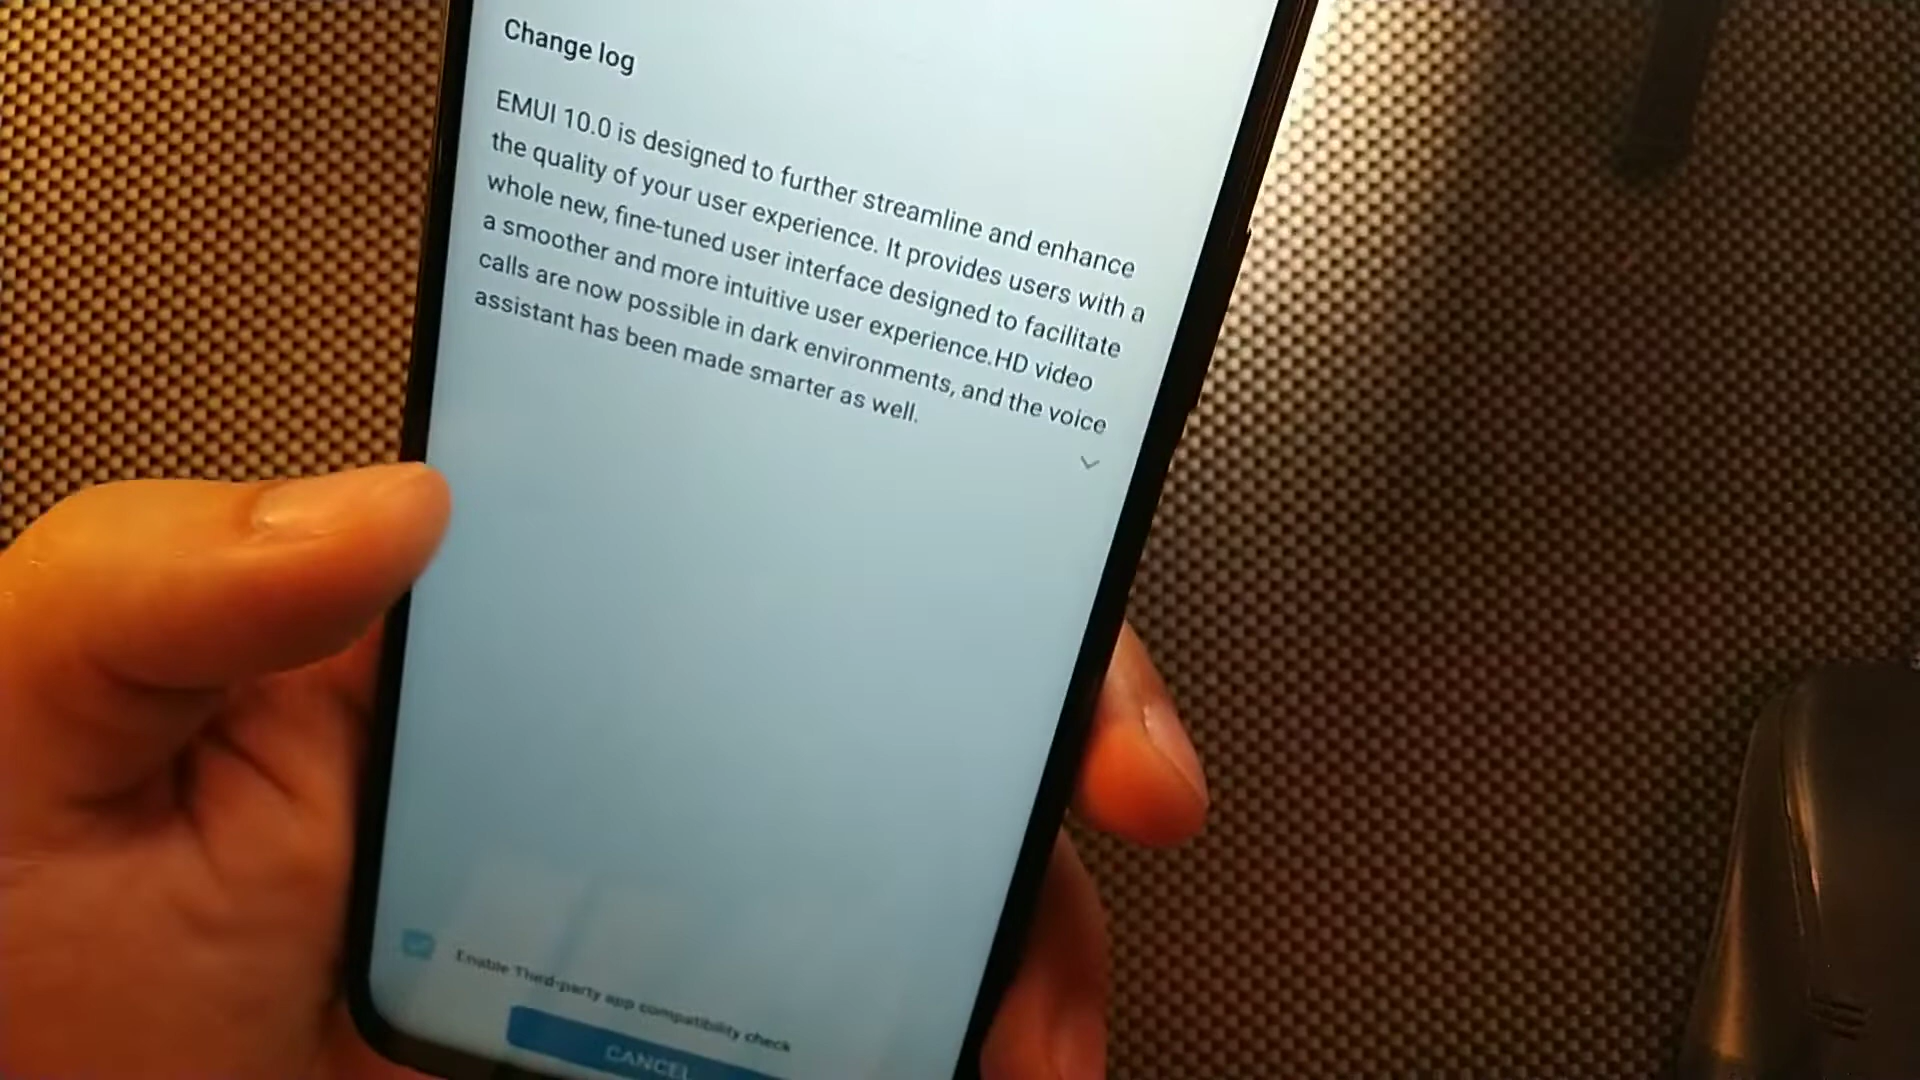 Change log
EMUI 10.0 is designed to further streamline and enhance
the quality of your user experience. It provides users with a
whole new, fine-tuned user interface designed to facilitate
a smoother and more intuitive user experience.HD video
calls are now possible in dark environments, and the voice
assistant has been made smarter as well.
Enable Third-party app compatibility check
CANCEL